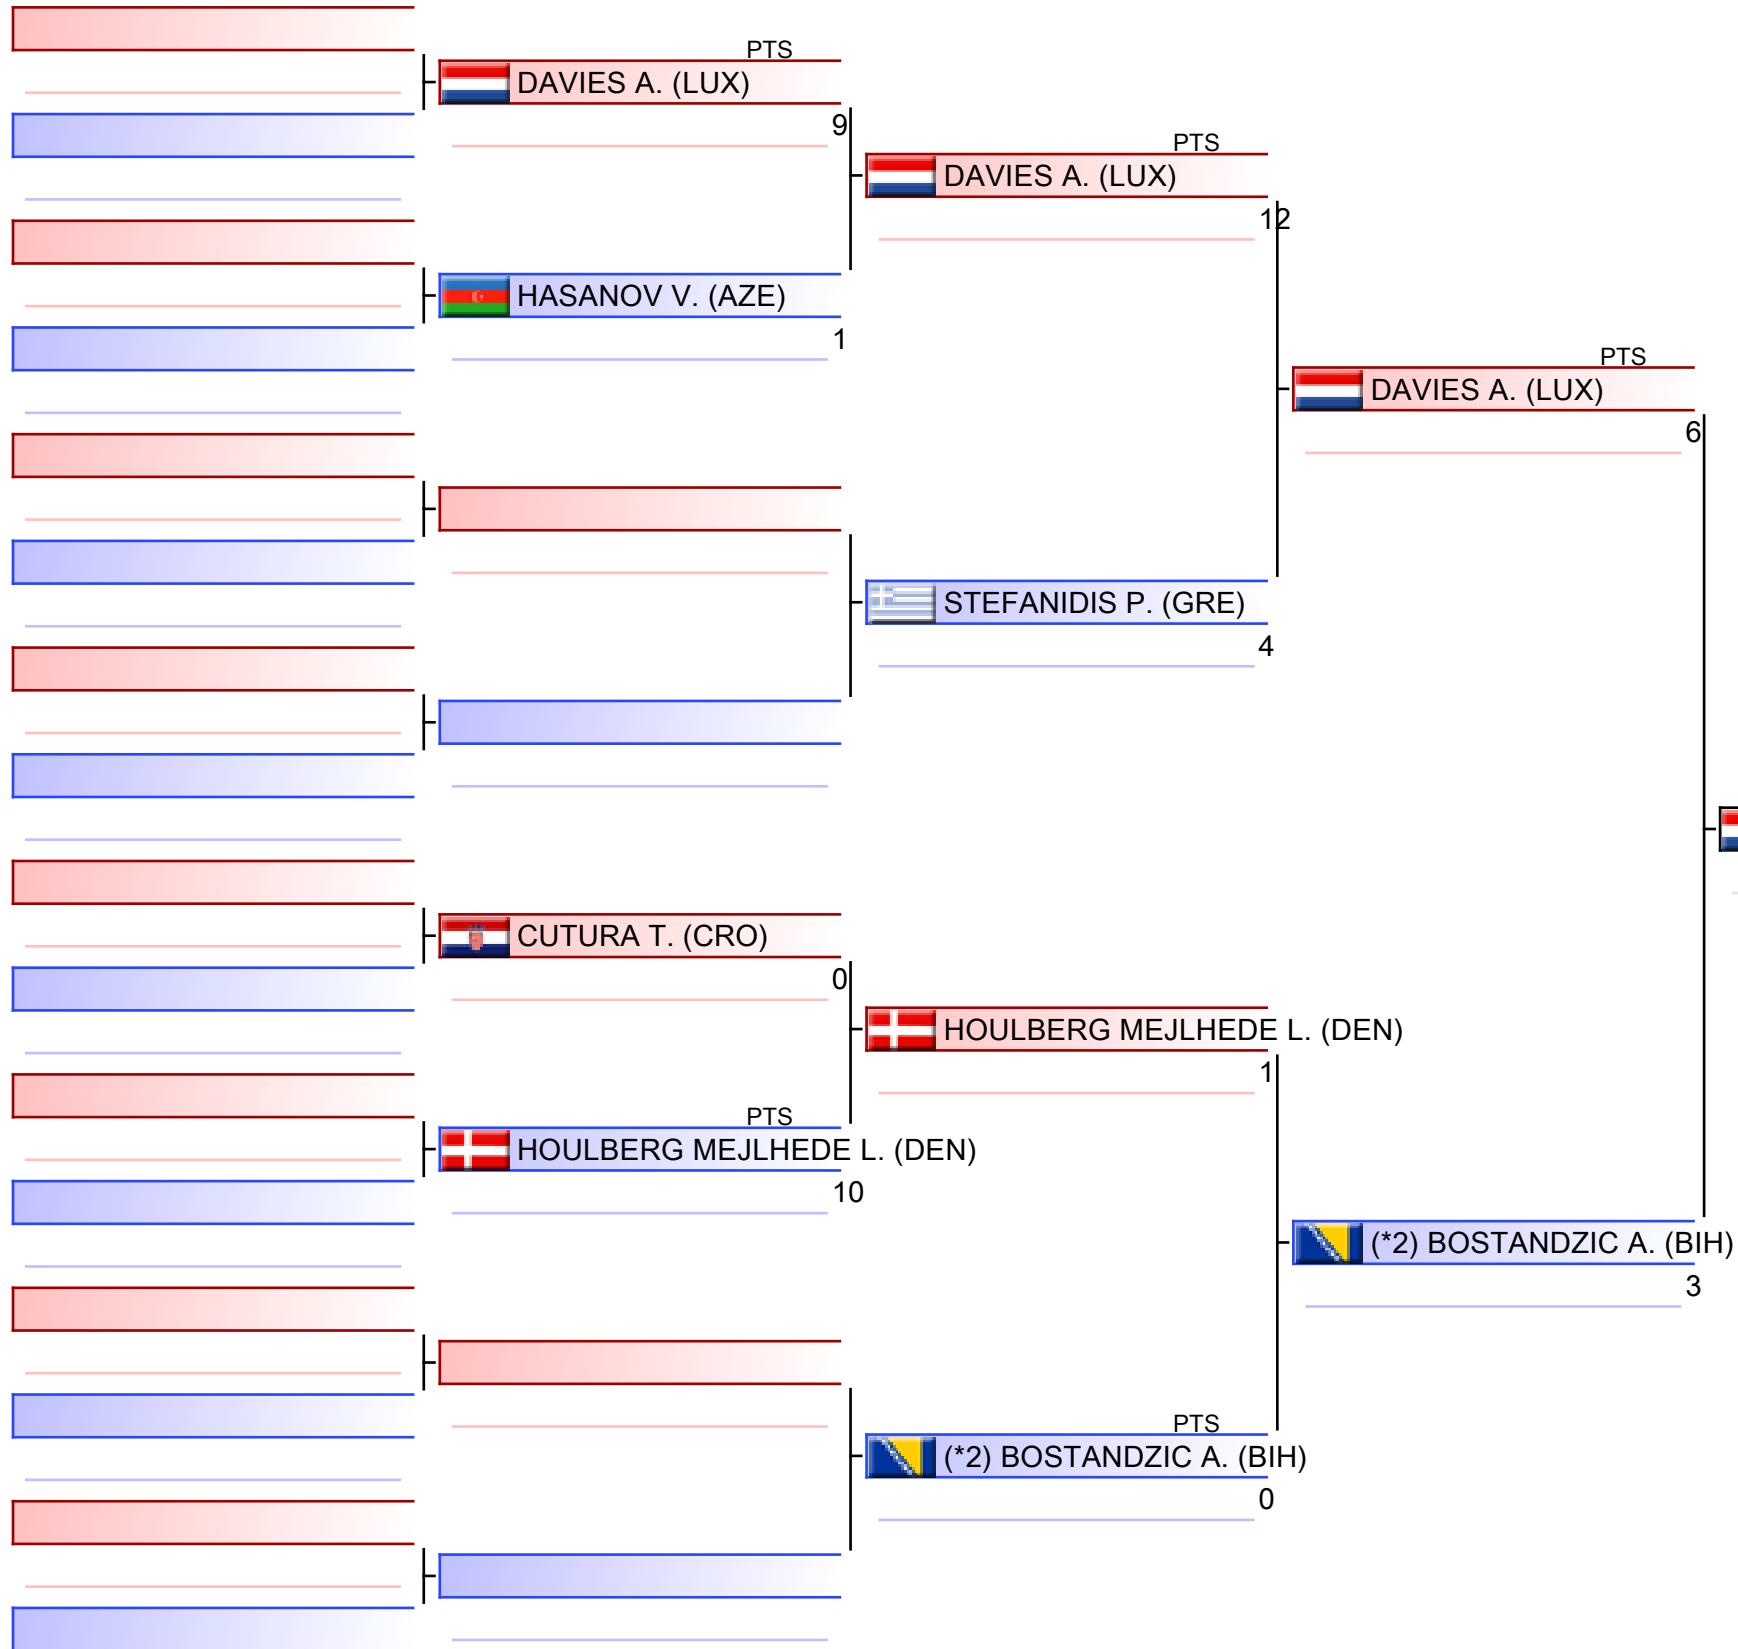 PTS
DAVIES A. (LUX)
9
PTS
DAVIES A. (LUX)
12
HASANOV V. (AZE)
1
PTS
DAVIES A. (LUX)
6
STEFANIDIS P. (GRE)
4
CUTURA T. (CRO)
0
HOULBERG MEJLHEDE L. (DEN)
1
PTS
HOULBERG MEJLHEDE L. (DEN)
10
(*2) BOSTANDZIC A. (BIH)
3
PTS
(*2) BOSTANDZIC A. (BIH)
0